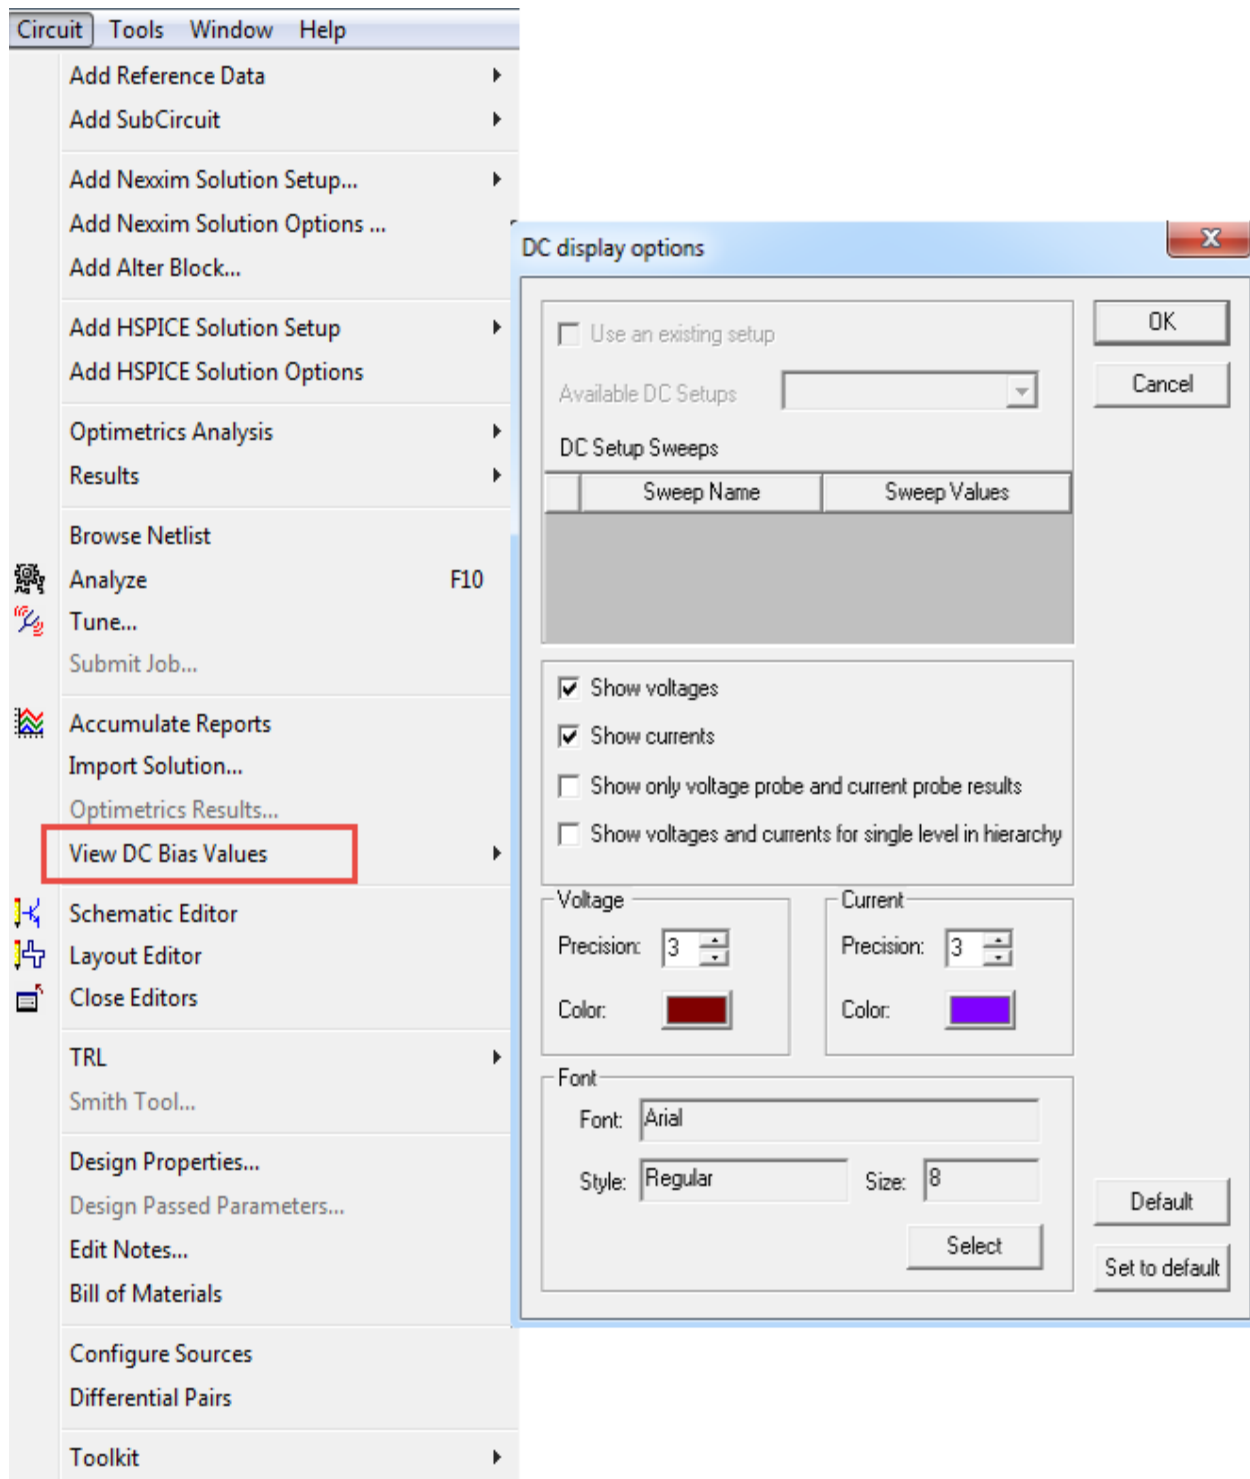 Circuit Tools Window Help
Add Reference Data
Add SubCircuit
Add Nexxim Solution Setup...
Add Nexxim Solution Options ...
Add Alter Block...
Add HSPICE Solution Setup
Add HSPICE Solution Options
Optimetrics Analysis
Results
Browse Netlist
Analyze F10
Tune...
Submit Job...
Accumulate Reports
Import Solution...
Optimetrics Results...
View DC Bias Values
Schematic Editor
Layout Editor
Close Editors
TRL
Smith Tool...
Design Properties...
Design Passed Parameters...
Edit Notes...
Bill of Materials
Configure Sources
Differential Pairs
Toolkit
DC display options
Use an existing setup
OK
Available DC Setups
Cancel
DC Setup Sweeps
Sweep Name Sweep Values
Show voltages
Show currents
Show only voltage probe and current probe results
Show voltages and currents for single level in hierarchy
Voltage
Precision: 3
Color:
Current
Precision: 3
Color:
Font
Font: Arial
Style: Regular Size: 8
Select
Default
Set to default